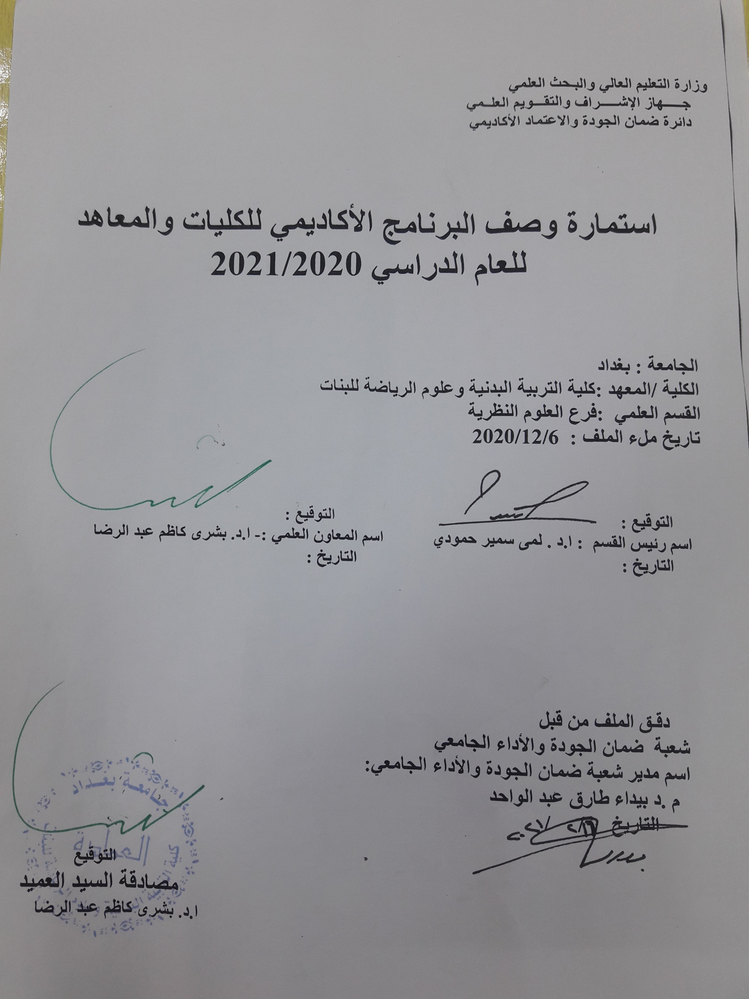 وزارة التعليم العالي والبحث العلمي
جهاز الإشراف والتقويم العلمي
دائرة ضمان الجودة والاعتماد الأكاديمي
استمارة وصف البرنامج الأكاديمي للكليات والمعاهد
للعام الدراسي 2021/2020
الجامعة : بغداد
الكلية /المعهد :كلية التربية البدنية وعلوم الرياضة للبنات
القسم العلمي :فرع العلوم النظرية
تاريخ ملء الملف : 2020/12/6
التوقيع :
اسم رئيس القسم : ا.د . لمى سمير حمودي
التاريخ :
التوقيع :
اسم المعاون العلمي :- ا.د. بشرى كاظم عبد الرضا
التاريخ :
دقق الملف من قبل
شعبة ضمان الجودة والأداء الجامعي
اسم مدير شعبة ضمان الجودة والأداء الجامعي:
م .د بيداء طارق عبد الواحد
التاريخ
جامعة بغداد
العمادة
التوقيع
مصادقة السيد العميد
ا.د. بشرى كاظم عبد الرضا